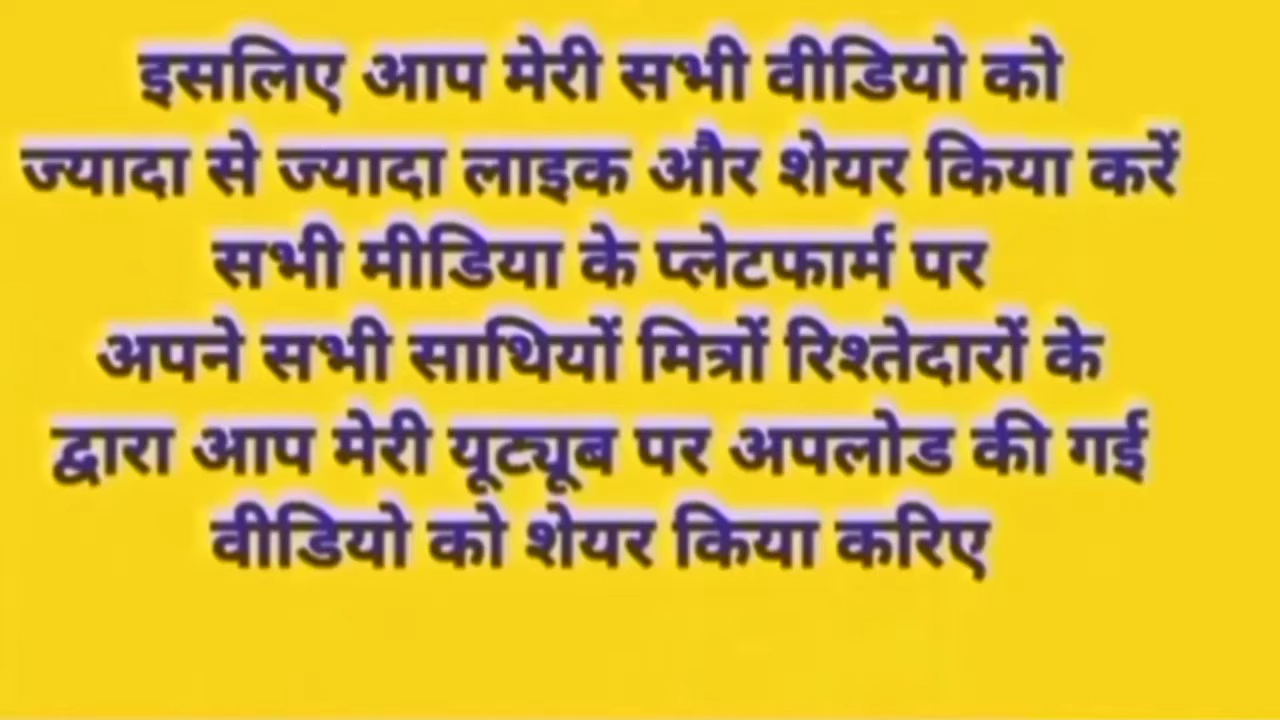 इसलिए आप मेरी सभी वीडियो को
ज्यादा से ज्यादा लाइक और शेयर किया करें
सभी मीडिया के प्लेटफार्म पर
अपने सभी साथियों मित्रों रिश्तेदारों के
द्वारा आप मेरी यूट्यूब पर अपलोड की गई
वीडियो को शेयर किया करिए